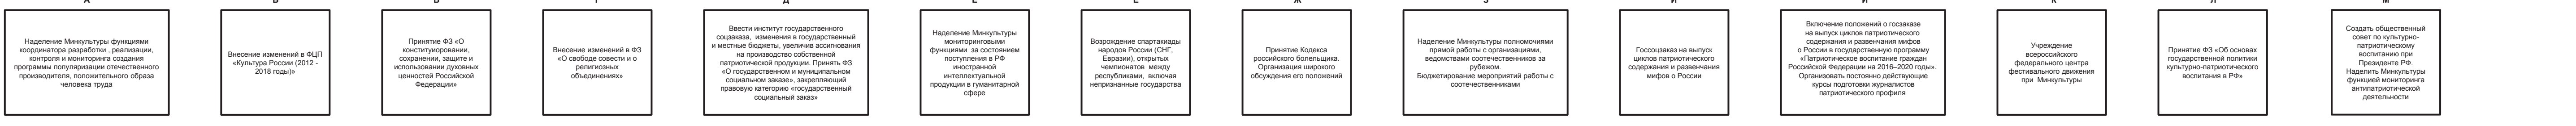 А
Наделение Минкультуры функциями
координатора разработки , реализации,
контроля и мониторинга создания
программы популяризации отечественного
производителя, положительного образа
человека труда
Б
Внесение изменений в ФЦП
«Культура России (2012 -
2018 годы)»
В
Принятие ФЗ «О
конституиоровании,
сохранении, защите и
использовании духовных
ценностей Российской
Федерации»
Г
Внесение изменений в ФЗ
«О свободе совести и о
религиозных
объединениях»
Д
Ввести институт государственного
соцзаказа,  изменения в государственный
и местные бюджеты, увеличив ассигнования
на производство собственной
патриотической продукции. Принять ФЗ
«О государственном и муниципальном
социальном заказе», закрепляющий
правовую категорию «государственный
социальный заказ»
Е
Наделение Минкультуры
мониторинговыми
функциями  за состоянием
поступления в РФ
иностранной
интеллектуальной
продукции в гуманитарной
сфере
Ё
Возрождение спартакиады
народов России (СНГ,
Евразии), открытых
чемпионатов  между
республиками,  включая
непризнанные государства
Ж
Принятие Кодекса
российского болельщика.
Организация широкого
обсуждения его положений
З
Наделение Минкультуры полномочиями
прямой работы с организациями,
ведомствами соотечественников за
рубежом.
Бюджетирование мероприятий работы с
соотечественниками
И
Госсоцзаказ на выпуск
циклов патриотического
содержания и развенчания
мифов о России
Й
Включение положений о госзаказе
на выпуск циклов патриотического
содержания и развенчания мифов
о России в государственную программу
«Патриотическое воспитание граждан
Российской Федерации на 2016–2020 годы».
Организовать постоянно действующие
курсы подготовки журналистов
патриотического профиля
К
Учреждение
всероссийского
федерального центра
фестивального движения
при  Минкультуры
Л
Принятие ФЗ «Об основах
государственной политики
культурно-патриотического
воспитания в РФ»
М
Создать общественный
совет по культурно-
патриотическому
воспитанию при
Президенте РФ.
Наделить Минкультуры
функцией мониторинга
антипатриотической
деятельности